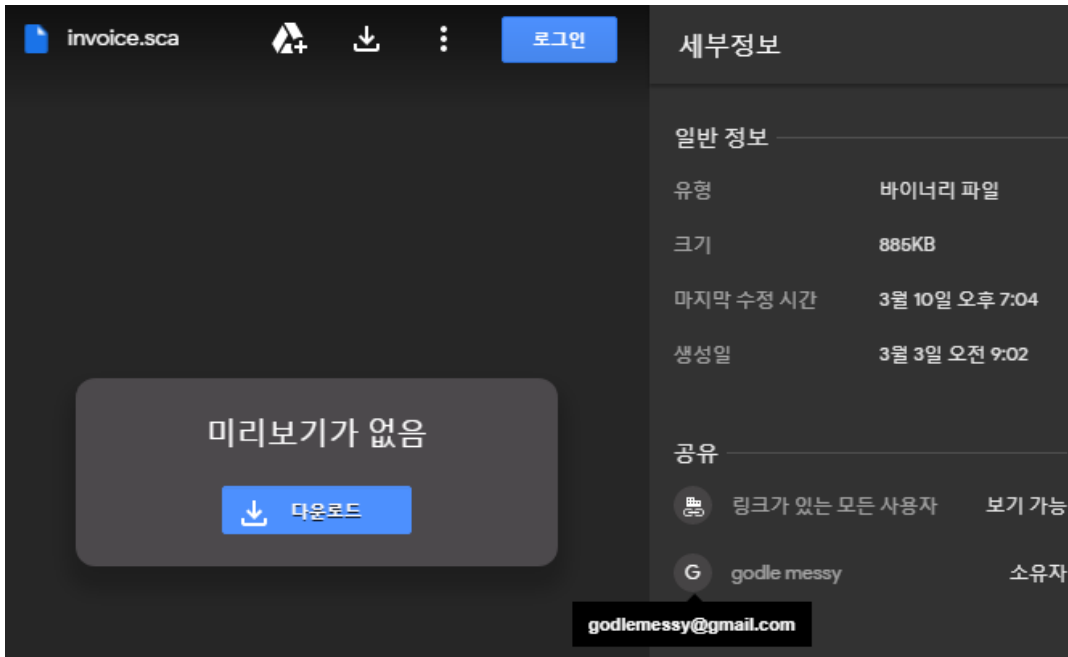 invoice.sca
로그인
미리보기가 없음
다운로드
세부정보
일반 정보
유형 바이너리 파일
크기 885KB
마지막 수정 시간 3월 10일 오후 7:04
생성일 3월 3일 오전 9:02
공유
링크가 있는 모든 사용자 보기 가능
G godle messy 소유자
godlemessy@gmail.com